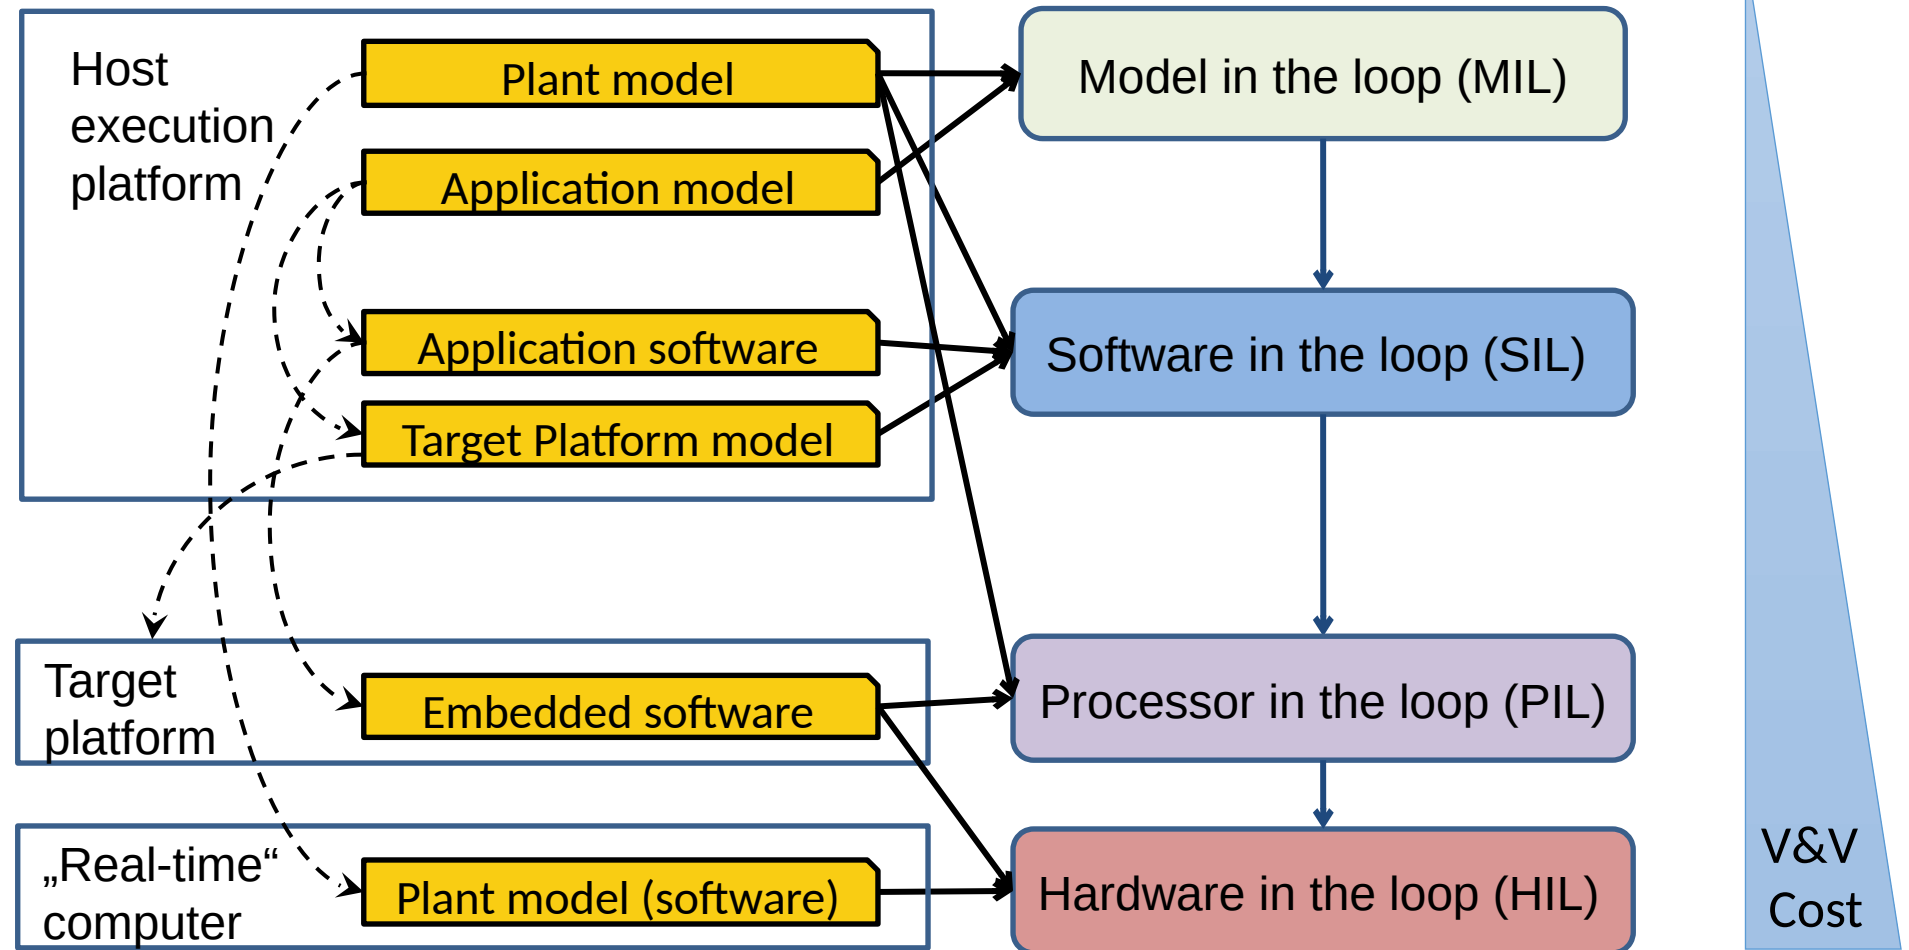 Host
execution
platform
Plant model
Application model
Application software
Target Platform model
Target
platform
Embedded software
„Real-time“
computer
Plant model (software)
Model in the loop (MIL)
Software in the loop (SIL)
Processor in the loop (PIL)
Hardware in the loop (HIL)
V&V
Cost